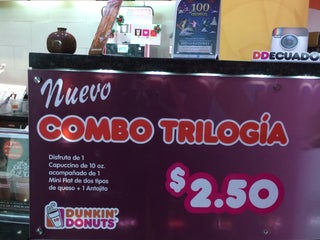 100
DDECUADO
Nuevo
COMBO TRILOGÍA
Disfruta de 1
Capuccino de 10 oz.
acompañado de 1
Mini Flat de dos tipos
de queso + 1 Antojito
$2.50
DUNKIN'
DONUTS